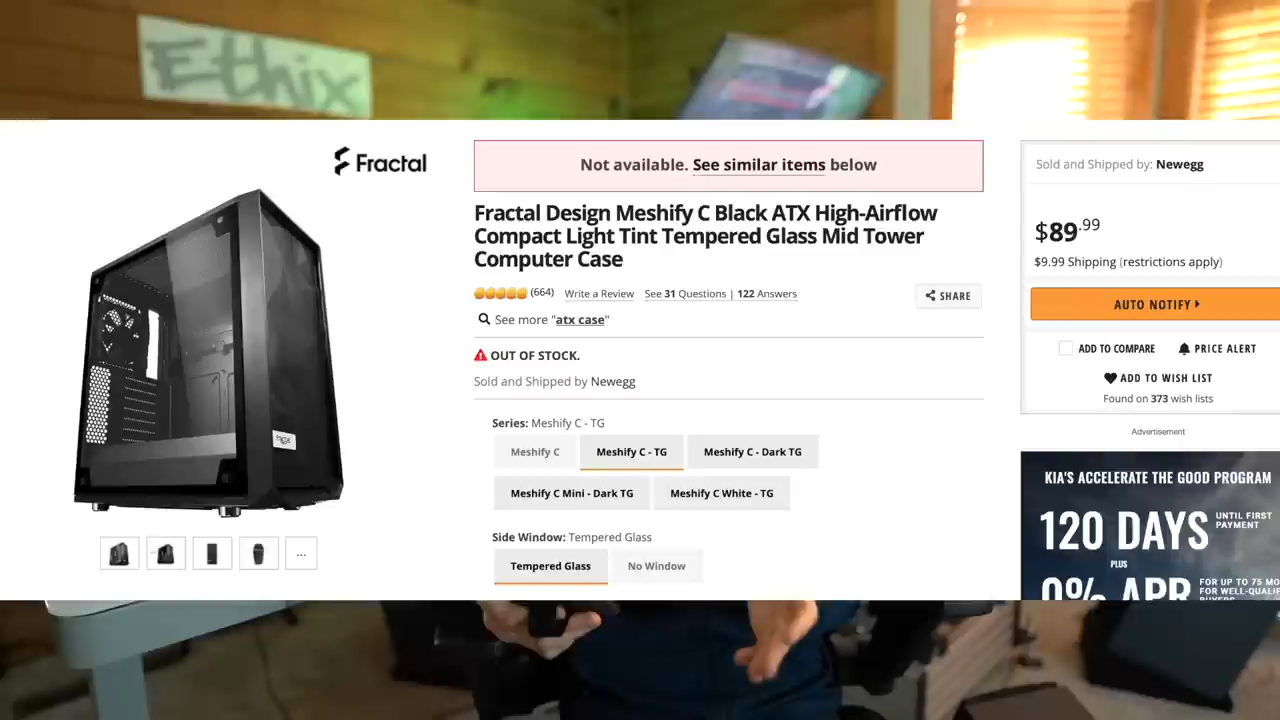 Ethix
Fractal
Not available. See similar items below
Fractal Design Meshify C Black ATX High-Airflow
Compact Light Tint Tempered Glass Mid Tower
Computer Case
(664) Write a Review See 31 Questions | 122 Answers
SHARE
See more "atx case"
OUT OF STOCK.
Sold and Shipped by Newegg
Series: Meshify C - TG
Meshify C
Meshify C - TG
Meshify C - Dark TG
Meshify C Mini - Dark TG
Meshify C White - TG
Side Window: Tempered Glass
Tempered Glass
No Window
...
Sold and Shipped by: Newegg
$89.99
$9.99 Shipping (restrictions apply)
AUTO NOTIFY
ADD TO COMPARE
PRICE ALERT
ADD TO WISH LIST
Found on 373 wish lists
Advertisement
KIA'S ACCELERATE THE GOOD PROGRAM
120 DAYS
UNTIL FIRST
PAYMENT
PLUS
0% APR
FOR UP TO 75 MO
FOR WELL-QUALIF